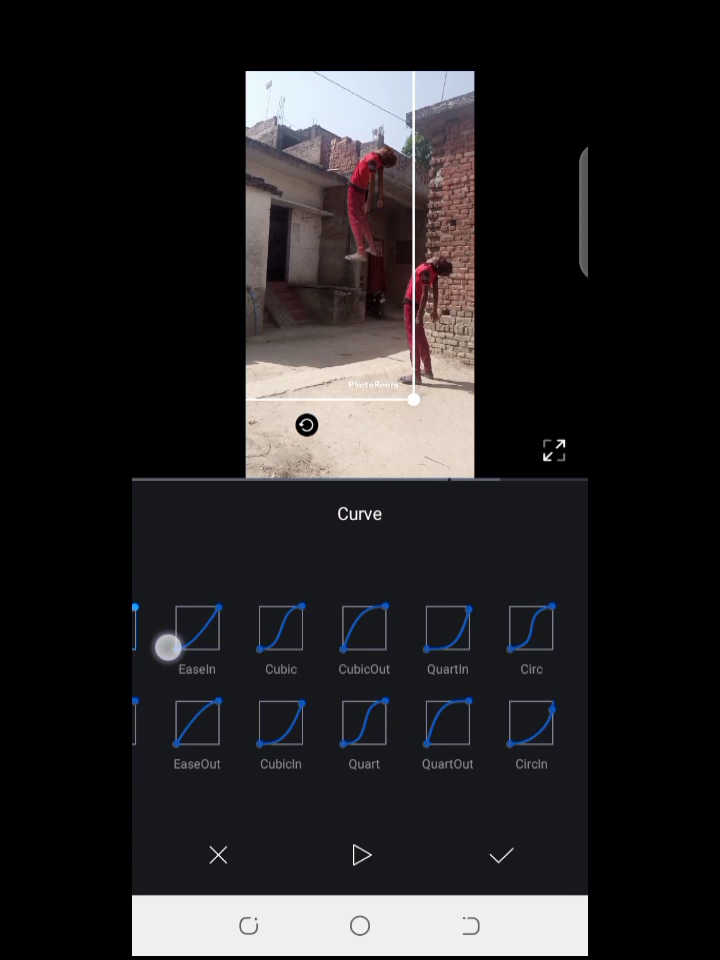 PhotoRoom
Curve
EaseIn
Cubic
CubicOut
QuartIn
Circ
EaseOut
CubicIn
Quart
QuartOut
CircIn